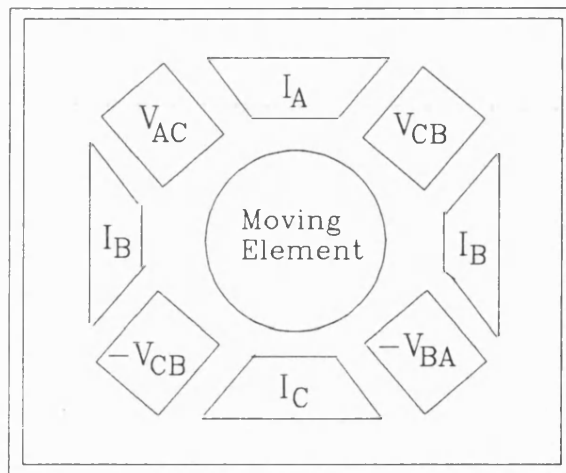 I_A
V_AC
V_CB
I_B
Moving
Element
I_B
-V_CB
-V_BA
I_C